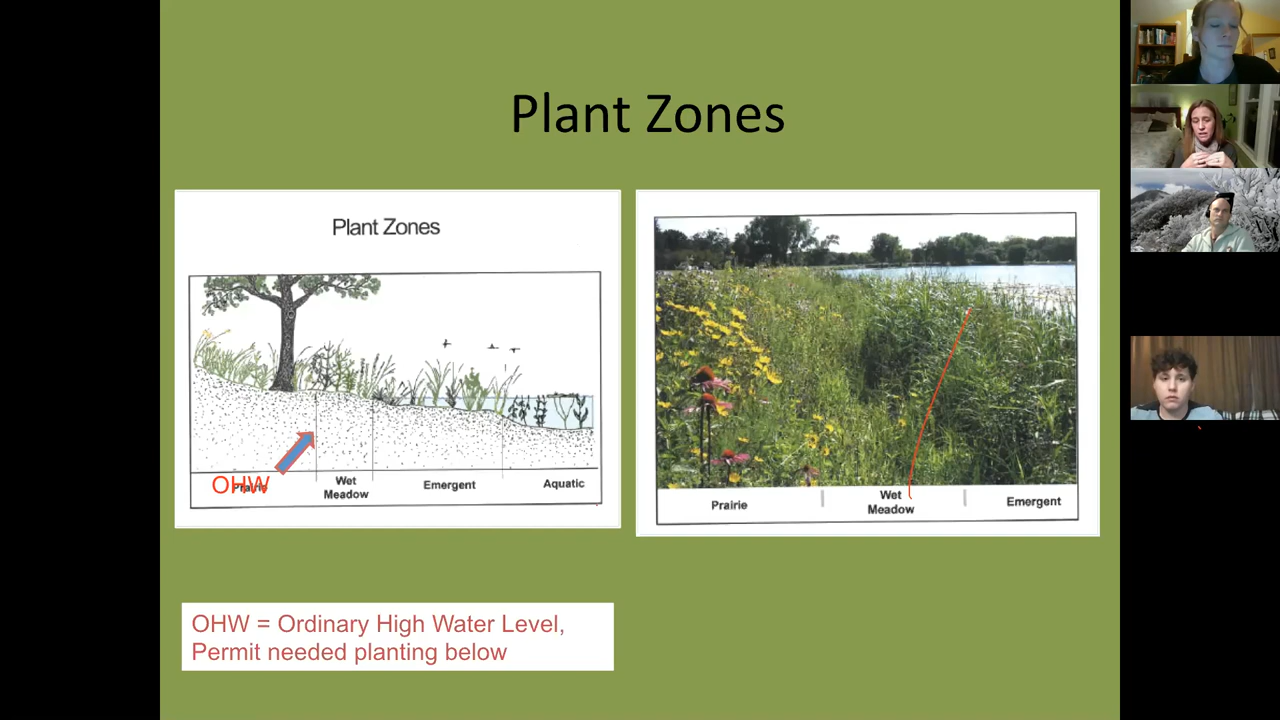 Plant Zones
Plant Zones
OHW
Prairie
Wet
Meadow
Emergent
Aquatic
Prairie
Wet
Meadow
Emergent
OHW = Ordinary High Water Level,
Permit needed planting below